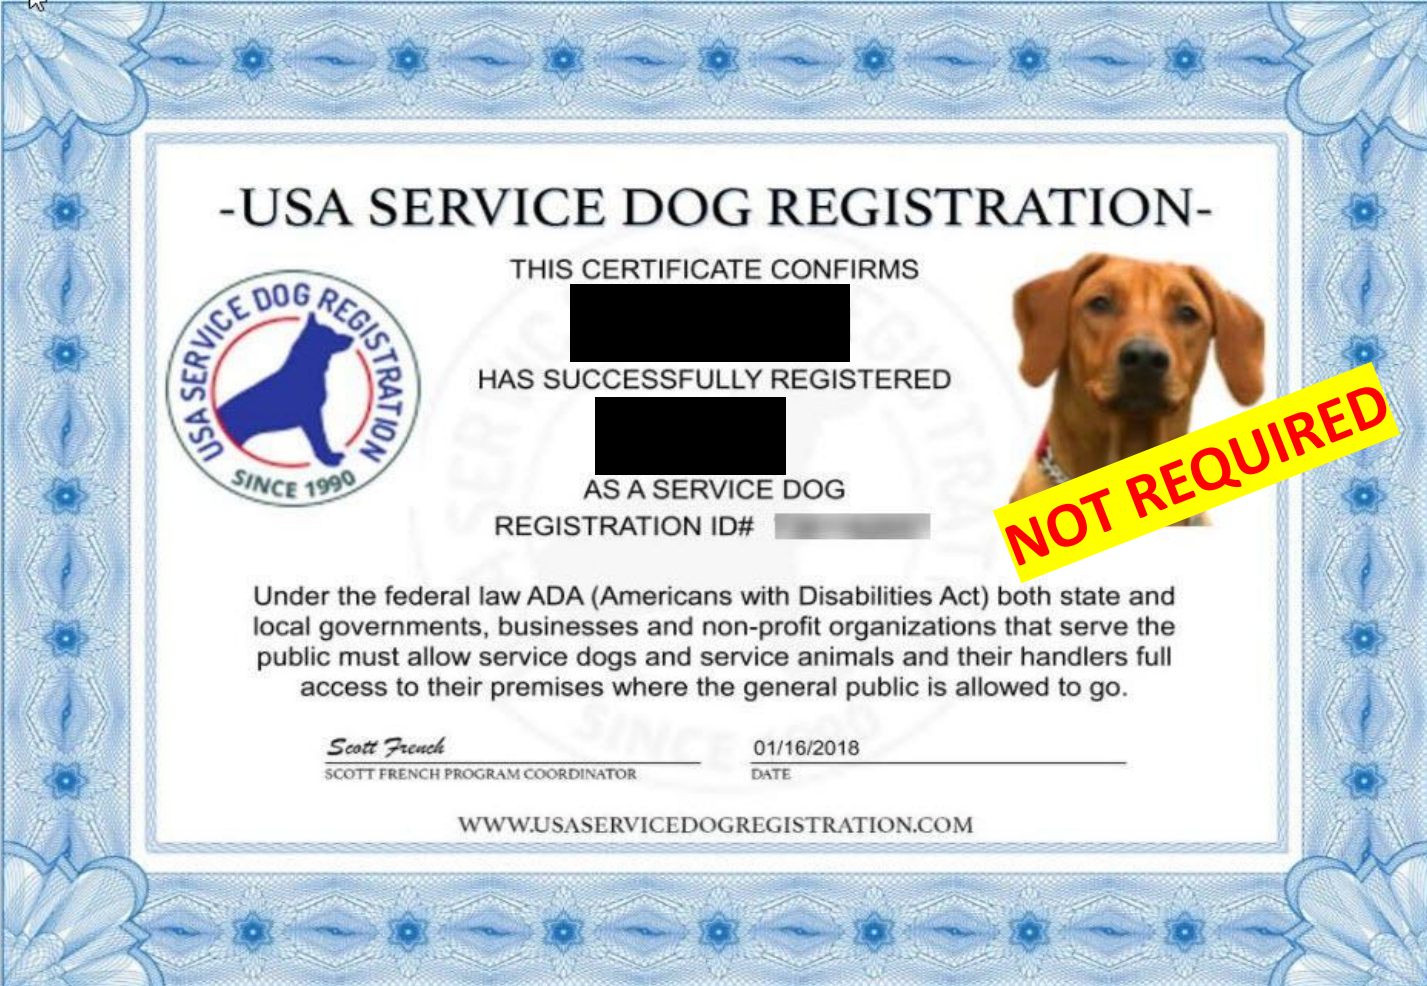 -USA SERVICE DOG REGISTRATION-
THIS CERTIFICATE CONFIRMS
USA SERVICE DOG REGISTRATION
SINCE 1990
HAS SUCCESSFULLY REGISTERED
AS A SERVICE DOG
REGISTRATION ID#
NOT REQUIRED
Under the federal law ADA (Americans with Disabilities Act) both state and
local governments, businesses and non-profit organizations that serve the
public must allow service dogs and service animals and their handlers full
access to their premises where the general public is allowed to go.
Scott French
01/16/2018
SCOTT FRENCH PROGRAM COORDINATOR
DATE
WWW.USASERVICEDOGREGISTRATION.COM